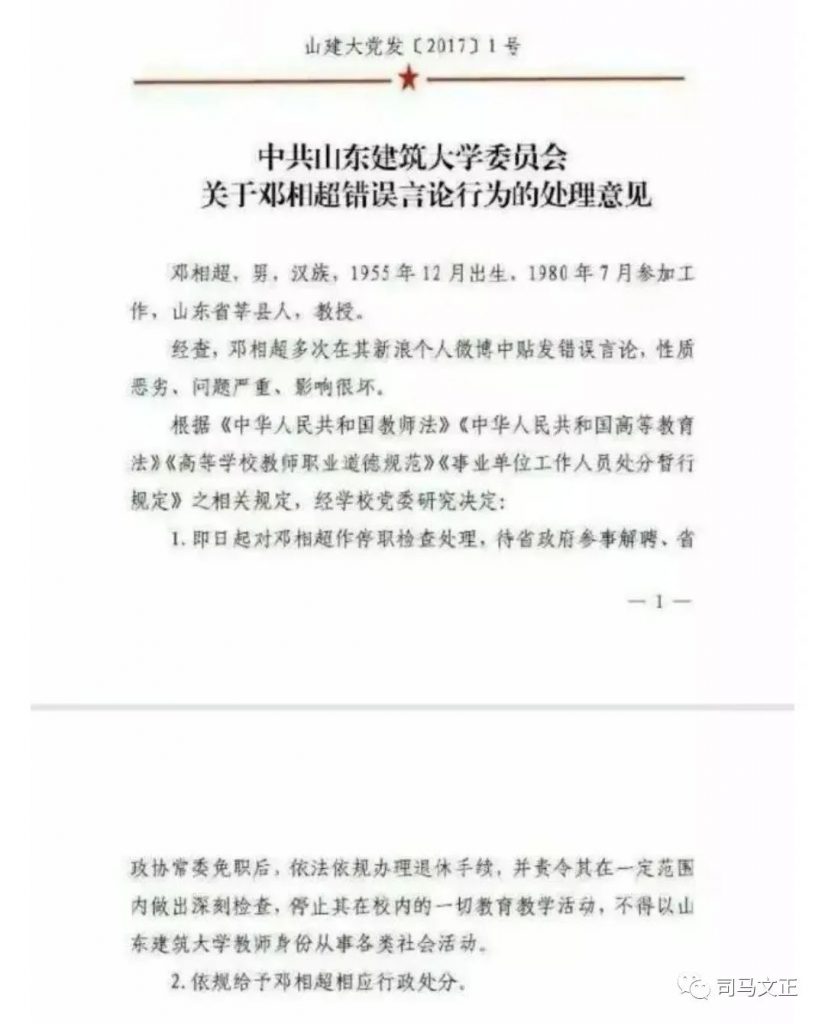 山建大党发〔2017〕1号
中共山东建筑大学委员会
关于邓相超错误言论行为的处理意见
邓相超，男，汉族，1955年12月出生，1980年7月参加工
作，山东省莘县人，教授。
经查，邓相超多次在其新浪个人微博中贴发错误言论，性质
恶劣、问题严重、影响很坏。
根据《中华人民共和国教师法》《中华人民共和国高等教育
法》《高等学校教师职业道德规范》《事业单位工作人员处分暂行
规定》之相关规定，经学校党委研究决定：
1.即日起对邓相超作停职检查处理，待省政府参事解聘、省
— 1 —
政协常委免职后，依法依规办理退休手续，并责令其在一定范围
内做出深刻检查，停止其在校内的一切教育教学活动，不得以山
东建筑大学教师身份从事各类社会活动。
2.依规给予邓相超相应行政处分。
司马文正